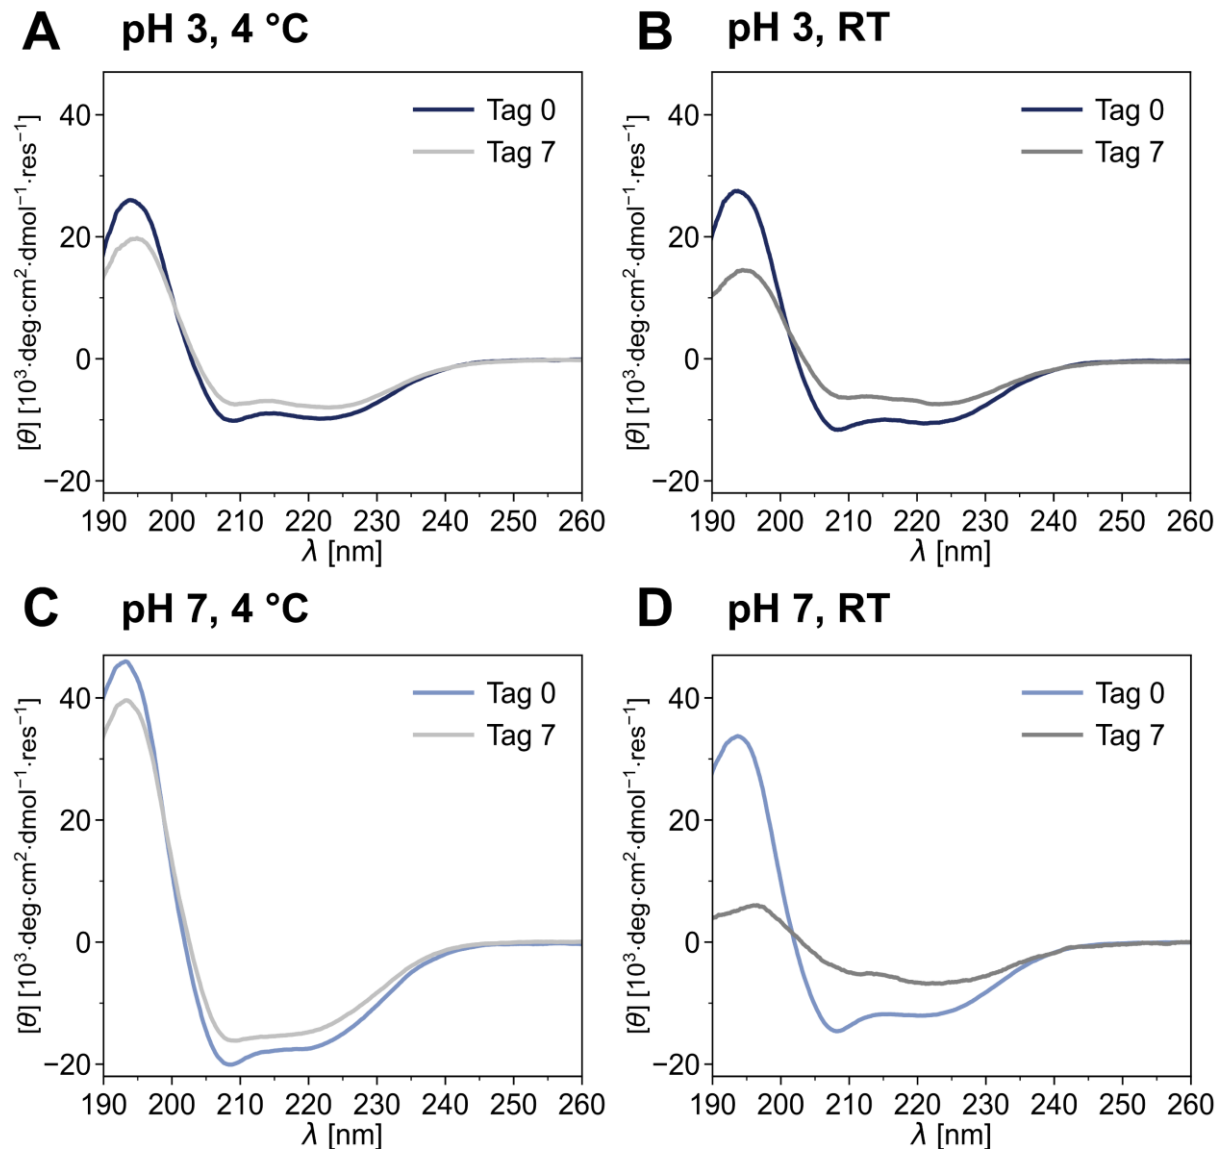 A pH 3, 4 °C
[θ] [10³·deg·cm²·dmol⁻¹·res⁻¹]
40
20
0
−20
Tag 0
Tag 7
190 200 210 220 230 240 250 260
λ [nm]
B pH 3, RT
[θ] [10³·deg·cm²·dmol⁻¹·res⁻¹]
40
20
0
−20
Tag 0
Tag 7
190 200 210 220 230 240 250 260
λ [nm]
C pH 7, 4 °C
[θ] [10³·deg·cm²·dmol⁻¹·res⁻¹]
40
20
0
−20
Tag 0
Tag 7
190 200 210 220 230 240 250 260
λ [nm]
D pH 7, RT
[θ] [10³·deg·cm²·dmol⁻¹·res⁻¹]
40
20
0
−20
Tag 0
Tag 7
190 200 210 220 230 240 250 260
λ [nm]